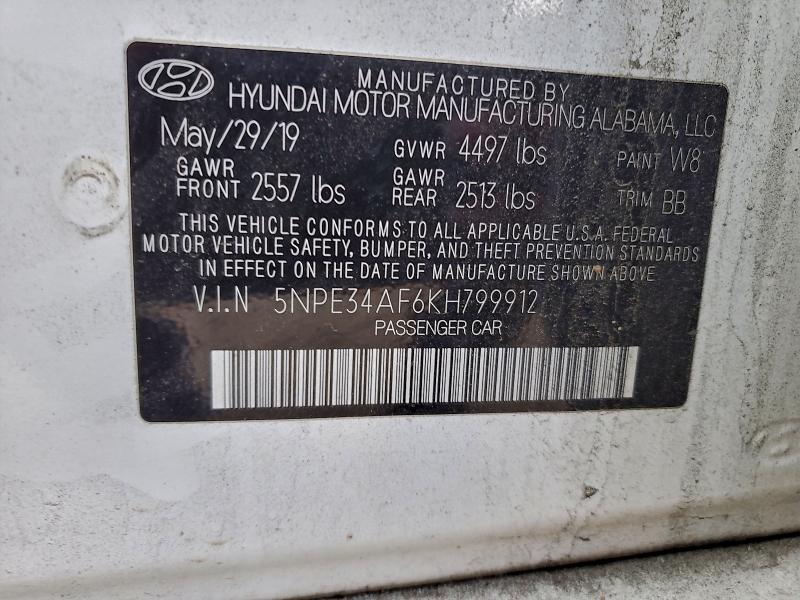 MANUFACTURED BY
HYUNDAI MOTOR MANUFACTURING ALABAMA, LLC
May/29/19 GVWR 4497 lbs PAINT W8
GAWR FRONT 2557 lbs GAWR REAR 2513 lbs TRIM BB
THIS VEHICLE CONFORMS TO ALL APPLICABLE U.S.A. FEDERAL
MOTOR VEHICLE SAFETY, BUMPER, AND THEFT PREVENTION STANDARDS
IN EFFECT ON THE DATE OF MANUFACTURE SHOWN ABOVE
V.I.N 5NPE34AF6KH799912
PASSENGER CAR